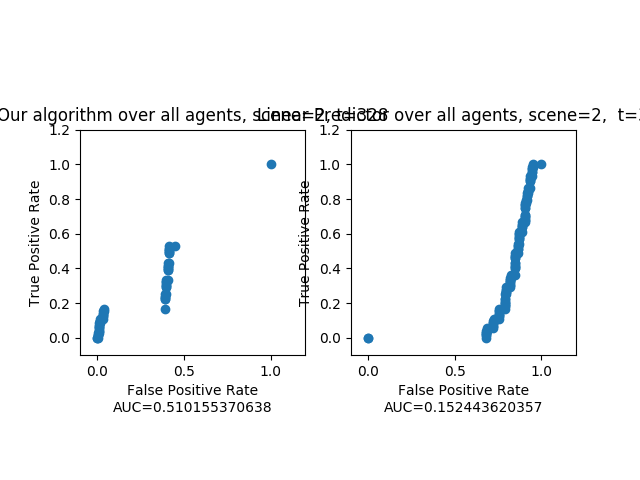 Our algorithm over all agents, scene=2, t=328
Linear Predictor over all agents, scene=2, t=
True Positive Rate
1.2
1.0
0.8
0.6
0.4
0.2
0.0
0.0
0.5
1.0
False Positive Rate
AUC=0.510155370638
True Positive Rate
1.2
1.0
0.8
0.6
0.4
0.2
0.0
0.0
0.5
1.0
False Positive Rate
AUC=0.152443620357